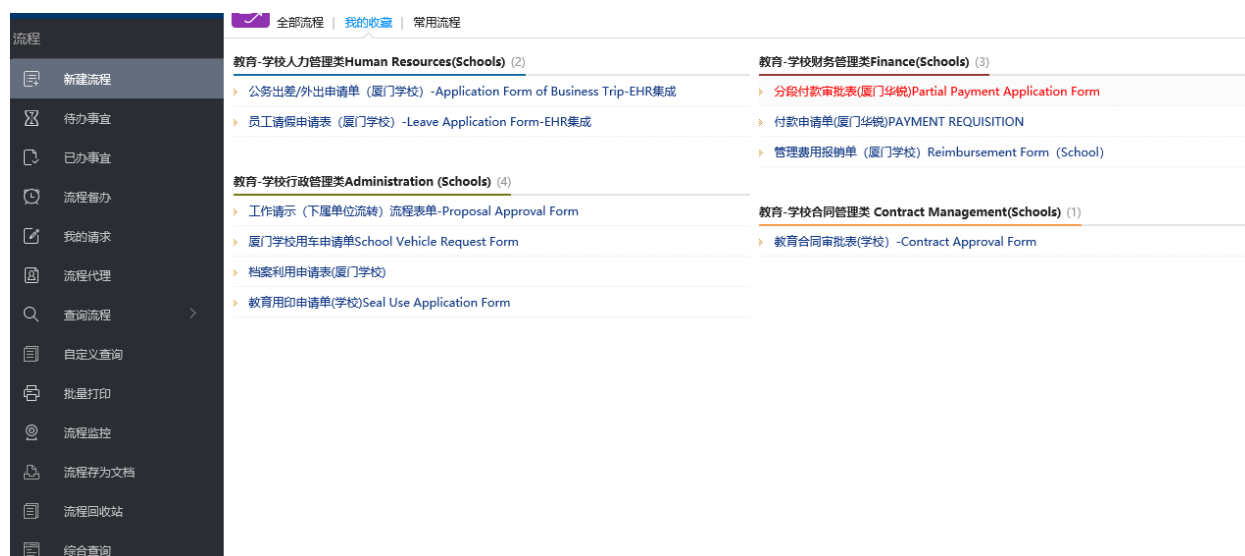 全部流程 | 我的收藏 | 常用流程
流程
新建流程
待办事宜
已办事宜
流程督办
我的请求
流程代理
查询流程
自定义查询
批量打印
流程监控
流程存为文档
流程回收站
综合查询
教育-学校人力管理类Human Resources(Schools) (2)
公务出差/外出申请单（厦门学校）-Application Form of Business Trip-EHR集成
员工请假申请表（厦门学校）-Leave Application Form-EHR集成
教育-学校行政管理类Administration (Schools) (4)
工作请示（下属单位流转）流程表单-Proposal Approval Form
厦门学校用车申请单School Vehicle Request Form
档案利用申请表(厦门学校)
教育用印申请单(学校)Seal Use Application Form
教育-学校财务管理类Finance(Schools) (3)
分段付款审批表(厦门华锐)Partial Payment Application Form
付款申请单(厦门华锐)PAYMENT REQUISITION
管理费用报销单（厦门学校）Reimbursement Form（School）
教育-学校合同管理类 Contract Management(Schools) (1)
教育合同审批表(学校）-Contract Approval Form